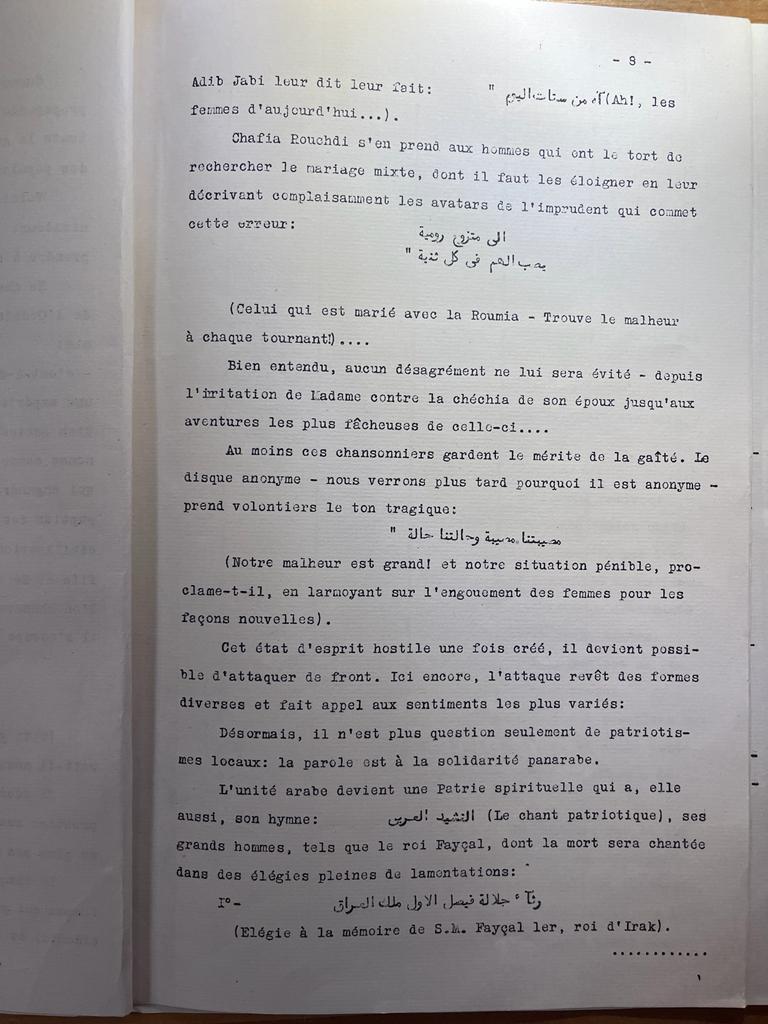 - 8 -
Adib Jabi leur dit leur fait: " آه من ستات اليوم (Ah!, les
femmes d'aujourd'hui...).
Chafia Rouchdi s'en prend aux hommes qui ont le tort de
rechercher le mariage mixte, dont il faut les éloigner en leur
décrivant complaisamment les avatars de l'imprudent qui commet
cette erreur:
الى متزوج رومية
يصب الهم فى كل ثنية "
(Celui qui est marié avec la Roumia - Trouve le malheur
à chaque tournant!)....
Bien entendu, aucun désagrément ne lui sera évité - depuis
l'irritation de Madame contre la chéchia de son époux jusqu'aux
aventures les plus fâcheuses de celle-ci....
Au moins ces chansonniers gardent le mérite de la gaîté. Le
disque anonyme - nous verrons plus tard pourquoi il est anonyme -
prend volontiers le ton tragique:
مصيبتنا مصيبة وحالتنا حالة "
(Notre malheur est grand! et notre situation pénible, pro-
clame-t-il, en larmoyant sur l'engouement des femmes pour les
façons nouvelles).
Cet état d'esprit hostile une fois créé, il devient possi-
ble d'attaquer de front. Ici encore, l'attaque revêt des formes
diverses et fait appel aux sentiments les plus variés:
Désormais, il n'est plus question seulement de patriotis-
mes locaux: la parole est à la solidarité panarabe.
L'unité arabe devient une Patrie spirituelle qui a, elle
aussi, son hymne: النشيد العربى (Le chant patriotique), ses
grands hommes, tels que le roi Fayçal, dont la mort sera chantée
dans des élégies pleines de lamentations:
I°- رثآء جلالة فيصل الاول ملك العراق
(Elégie à la mémoire de S.M. Fayçal 1er, roi d'Irak).
............